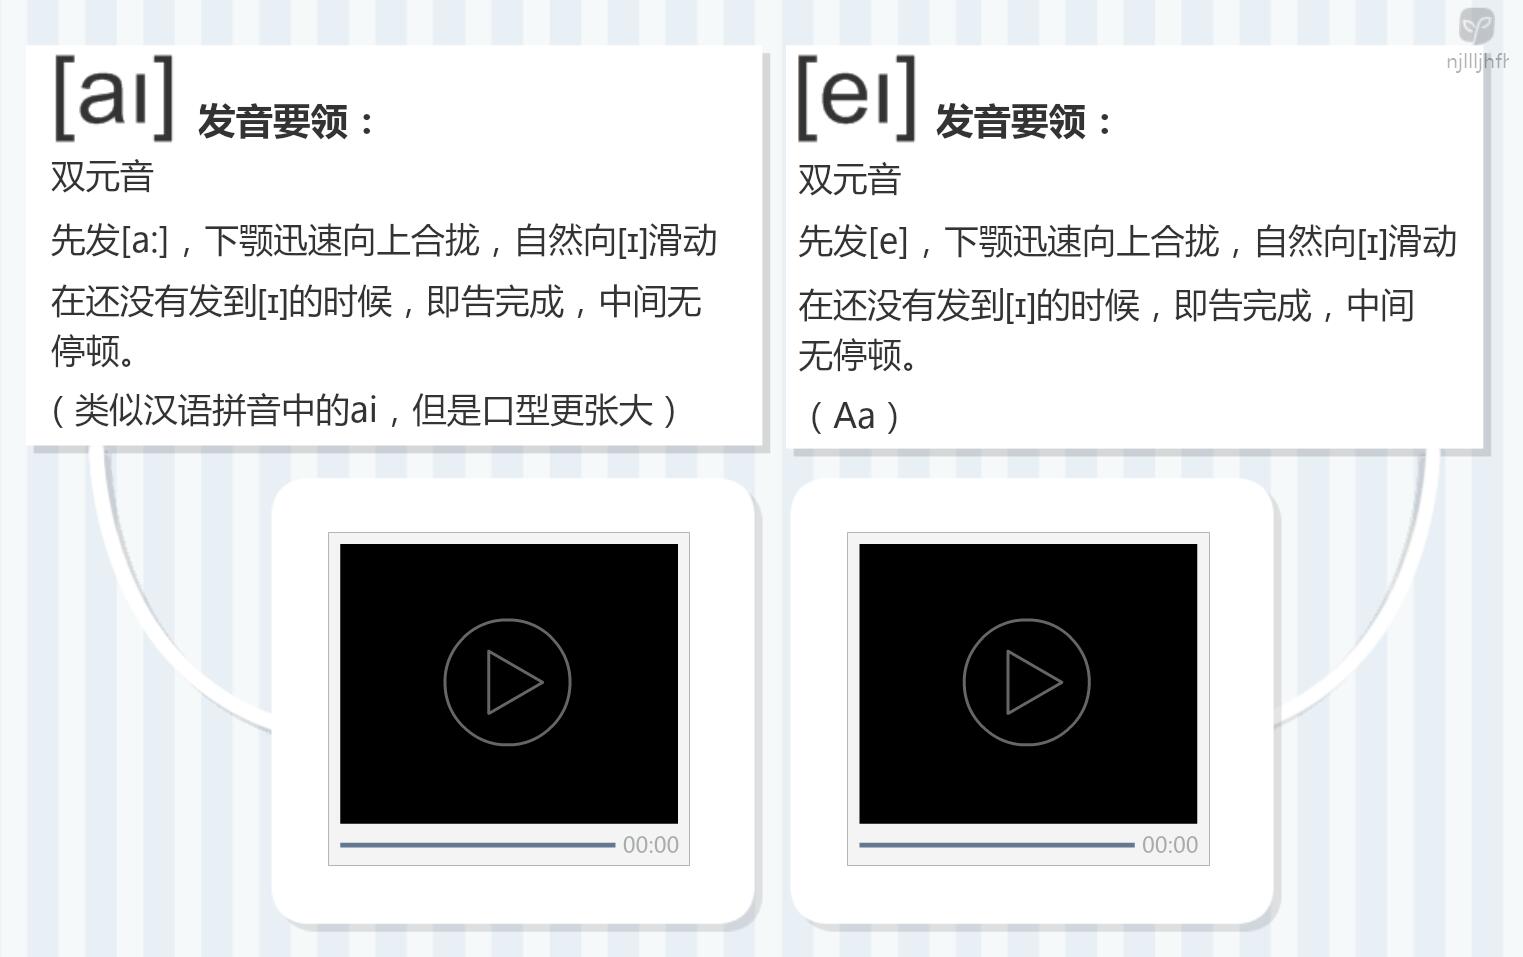 [aɪ] 发音要领：
双元音
先发[a:]，下颚迅速向上合拢，自然向[ɪ]滑动
在还没有发到[ɪ]的时候，即告完成，中间无
停顿。
（类似汉语拼音中的ai，但是口型更张大）
00:00
[eɪ] 发音要领：
双元音
先发[e]，下颚迅速向上合拢，自然向[ɪ]滑动
在还没有发到[ɪ]的时候，即告完成，中间
无停顿。
（Aa）
00:00